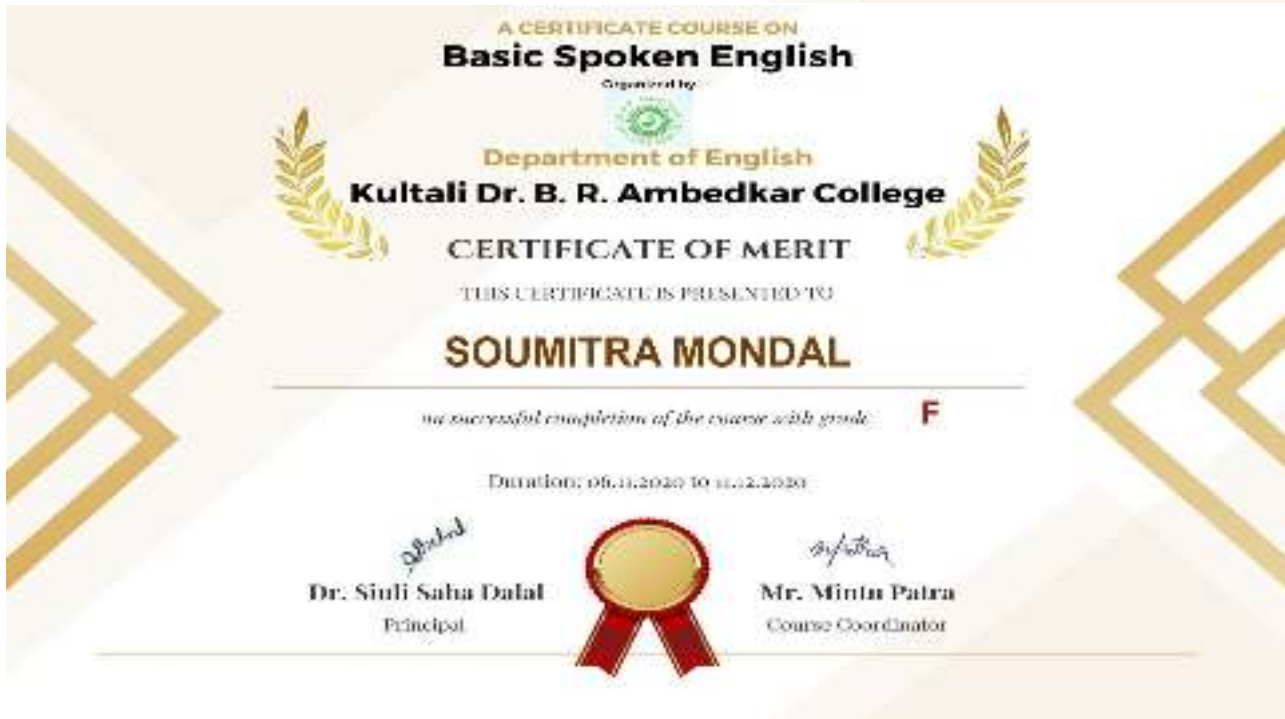 A CERTIFICATE COURSE ON
Basic Spoken English
Organized by
Department of English
Kultali Dr. B. R. Ambedkar College
CERTIFICATE OF MERIT
THIS CERTIFICATE IS PRESENTED TO
SOUMITRA MONDAL
on successful completion of the course with grade F
Duration: 06.11.2020 to 11.12.2020
Dr. Siuli Saha Dalal Mr. Mintu Patra
Principal Course Coordinator